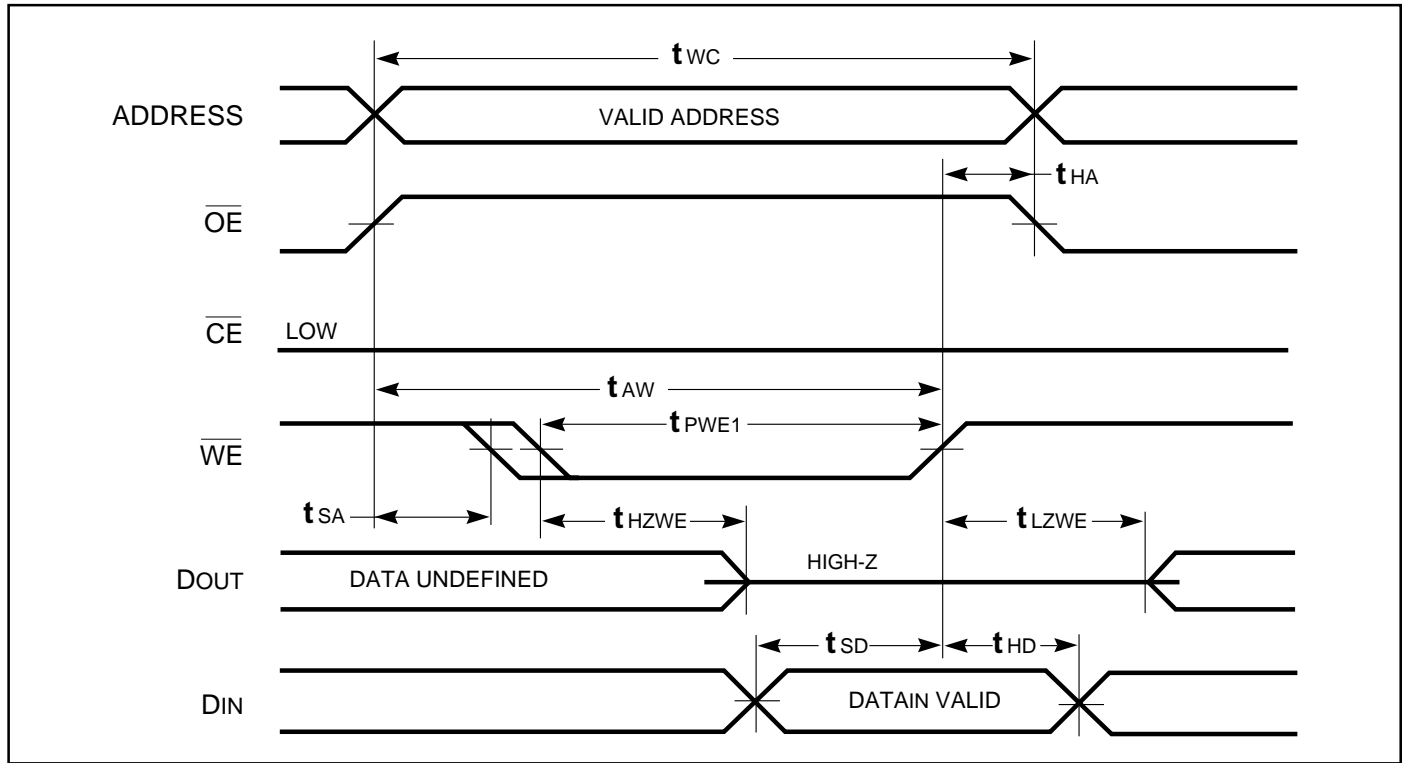 tWC
ADDRESS
VALID ADDRESS
tHA
OE
CE
LOW
tAW
tPWE1
WE
tSA
tHZWE
tLZWE
DOUT
DATA UNDEFINED
HIGH-Z
tSD
tHD
DIN
DATAIN VALID